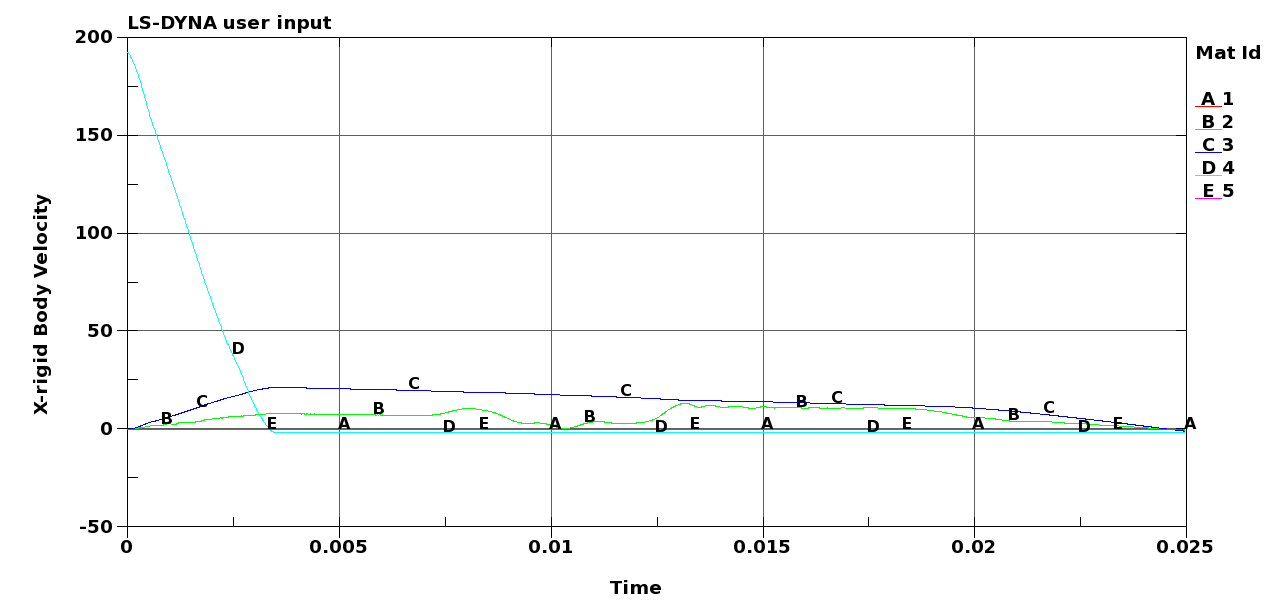 LS-DYNA user input
Mat Id
A 1
B 2
C 3
D 4
E 5
X-rigid Body Velocity
200
150
100
50
0
-50
D
B
C
E
A
B
C
D
E
A
B
C
D
E
A
B
C
D
E
A
B
C
D
E
A
0
0.005
0.01
0.015
0.02
0.025
Time